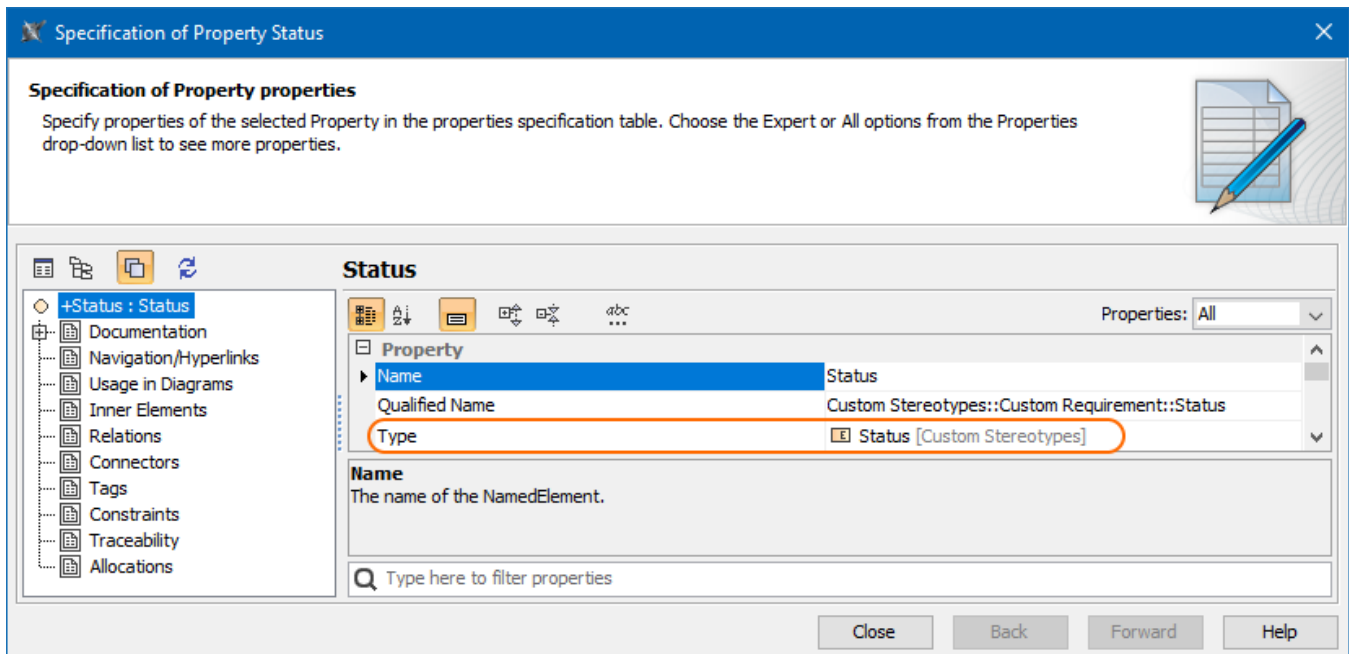 Specification of Property Status
Specification of Property properties
Specify properties of the selected Property in the properties specification table. Choose the Expert or All options from the Properties
drop-down list to see more properties.
Status
+Status : Status
Documentation
Navigation/Hyperlinks
Usage in Diagrams
Inner Elements
Relations
Connectors
Tags
Constraints
Traceability
Allocations
A
Z
abc
...
Properties: All
Property
Name Status
Qualified Name Custom Stereotypes::Custom Requirement::Status
Type E Status [Custom Stereotypes]
Name
The name of the NamedElement.
Type here to filter properties
Close Back Forward Help